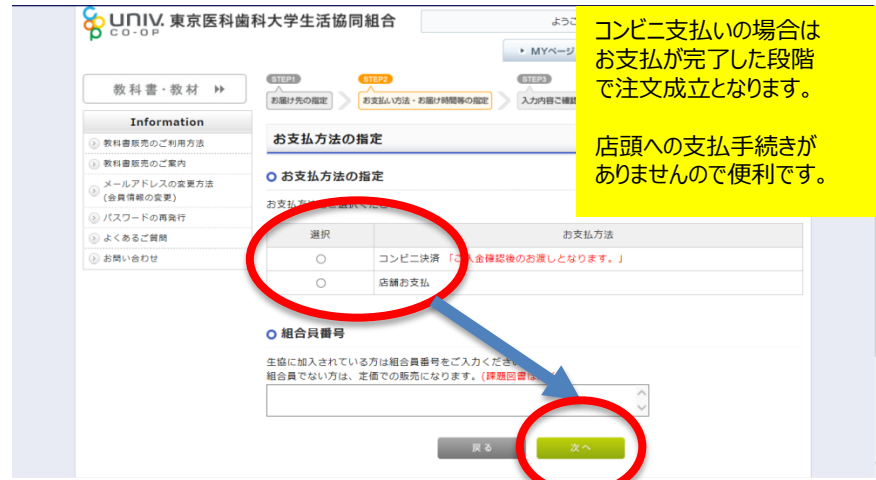 UNIV.
CO-OP
東京医科歯科大学生活協同組合
ようこ
MYページ
コンビニ支払いの場合は
お支払が完了した段階
で注文成立となります。
店頭への支払手続きが
ありませんので便利です。
教科書・教材
Information
教科書販売のご利用方法
教科書販売のご案内
メールアドレスの変更方法
(会員情報の変更)
パスワードの再発行
よくあるご質問
お問い合わせ
STEP1
お届け先の指定
STEP2
お支払い方法・お届け時間等の指定
STEP3
入力内容ご確認
お支払方法の指定
お支払方法の指定
お支払方
選択
お支払方法
コンビニ決済 「ご入金確認後のお渡しとなります。」
店舗お支払
組合員番号
生協に加入されている方は組合員番号をご入力くださ
組合員でない方は、定価での販売になります。(課題図書は
戻る
次へ